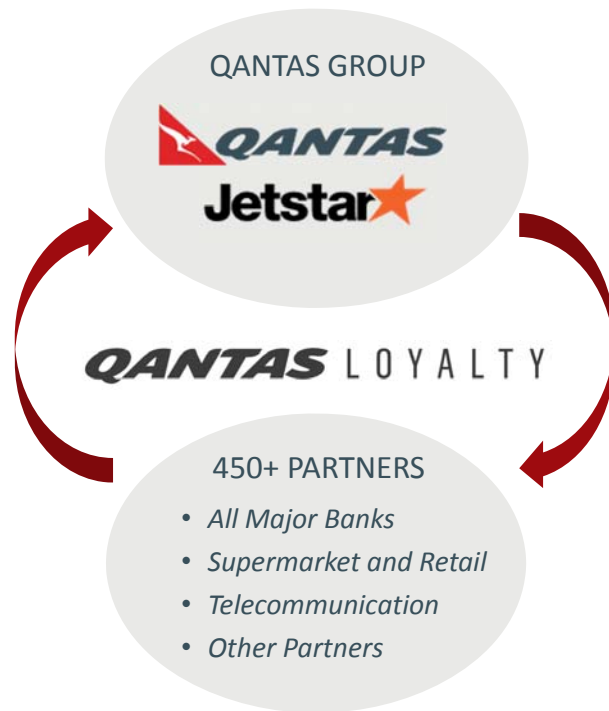 QANTAS GROUP
QANTAS
Jetstar
QANTAS LOYALTY
450+ PARTNERS
• All Major Banks
• Supermarket and Retail
• Telecommunication
• Other Partners